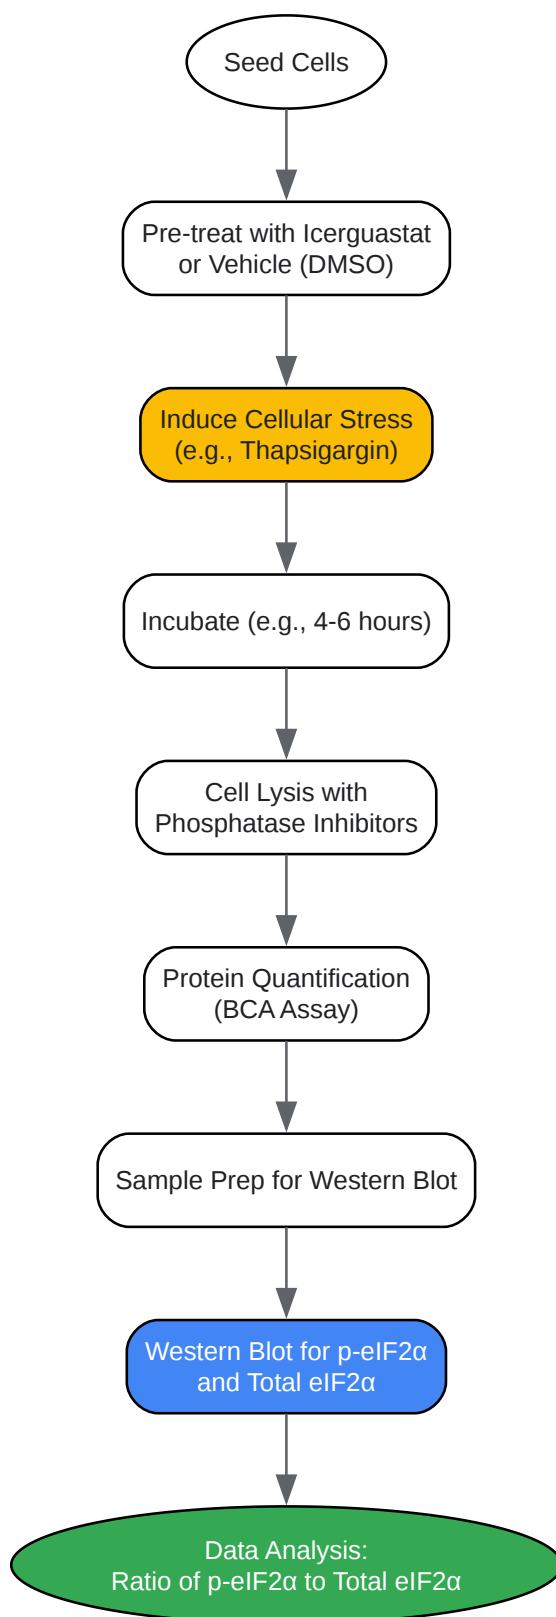 Seed Cells
Pre-treat with Icerguastat
or Vehicle (DMSO)
Induce Cellular Stress
(e.g., Thapsigargin)
Incubate (e.g., 4-6 hours)
Cell Lysis with
Phosphatase Inhibitors
Protein Quantification
(BCA Assay)
Sample Prep for Western Blot
Western Blot for p-eIF2α
and Total eIF2α
Data Analysis:
Ratio of p-eIF2α to Total eIF2α